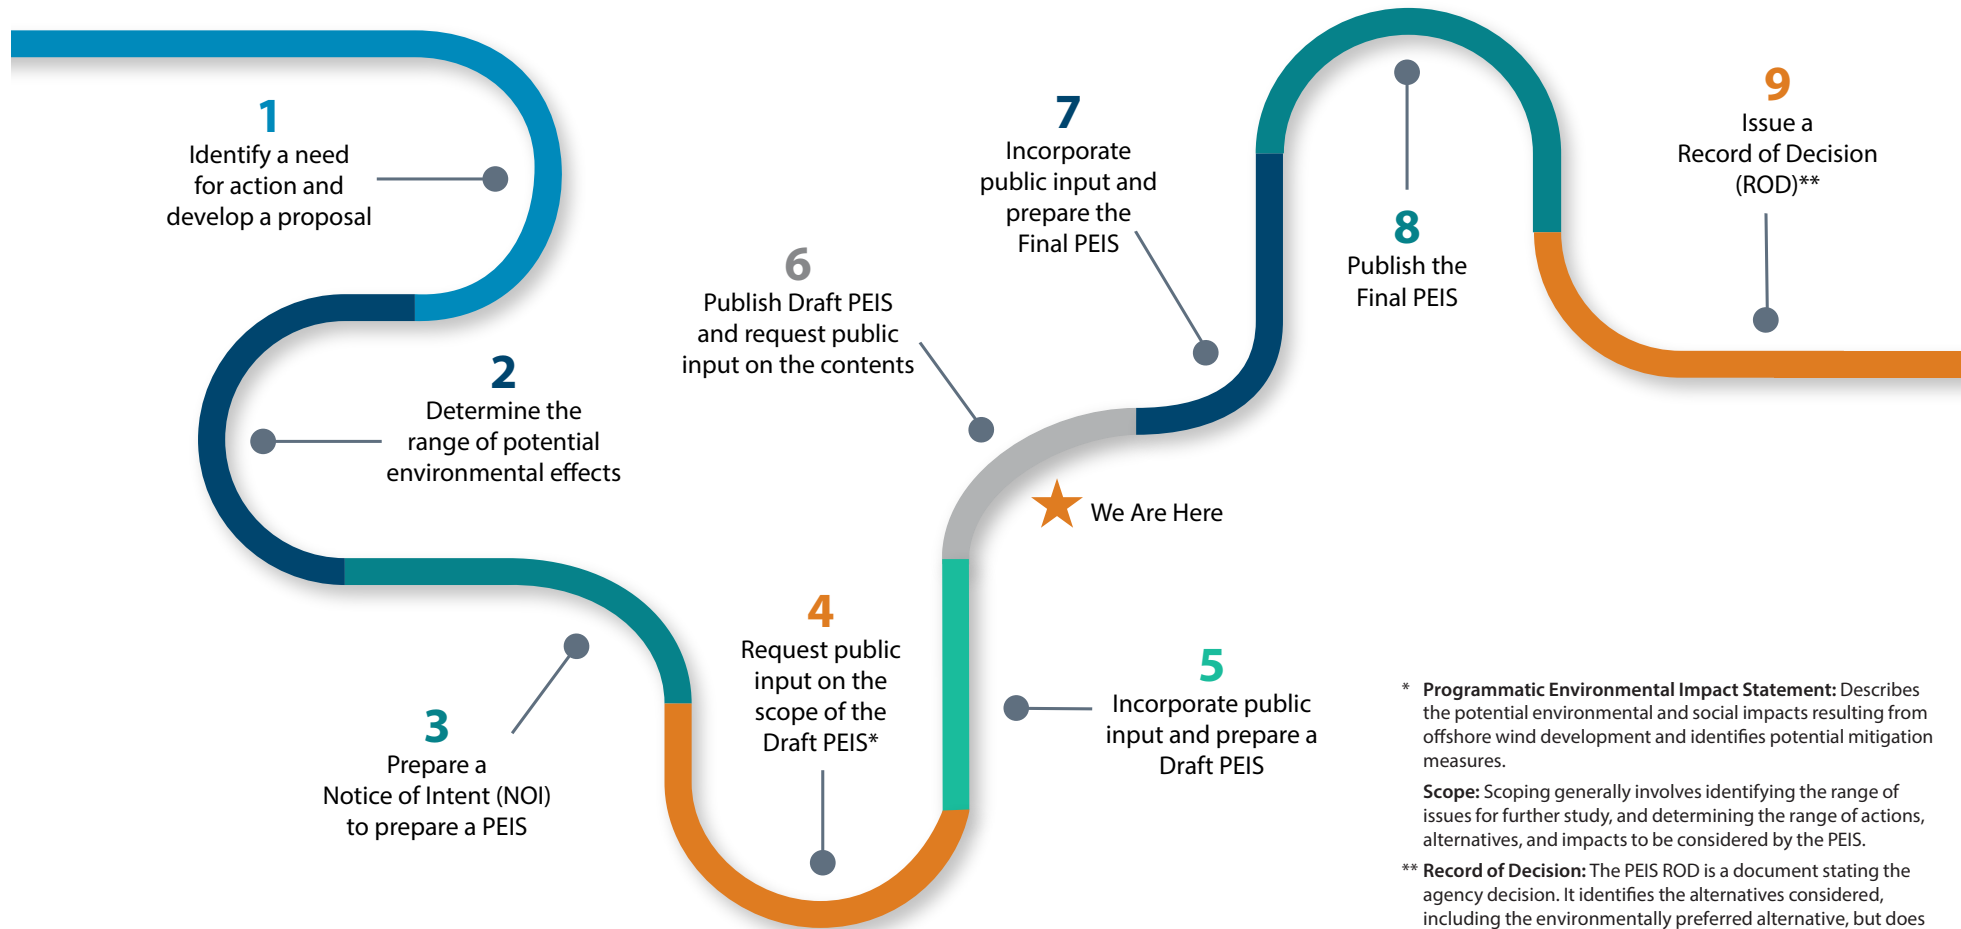 1
Identify a need
for action and
develop a proposal
2
Determine the
range of potential
environmental effects
3
Prepare a
Notice of Intent (NOI)
to prepare a PEIS
4
Request public
input on the
scope of the
Draft PEIS*
5
Incorporate public
input and prepare a
Draft PEIS
6
Publish Draft PEIS
and request public
input on the contents
We Are Here
7
Incorporate
public input and
prepare the
Final PEIS
8
Publish the
Final PEIS
9
Issue a
Record of Decision
(ROD)**
* Programmatic Environmental Impact Statement: Describes
the potential environmental and social impacts resulting from
offshore wind development and identifies potential mitigation
measures.
Scope: Scoping generally involves identifying the range of
issues for further study, and determining the range of actions,
alternatives, and impacts to be considered by the PEIS.
** Record of Decision: The PEIS ROD is a document stating the
agency decision. It identifies the alternatives considered,
including the environmentally preferred alternative, but does